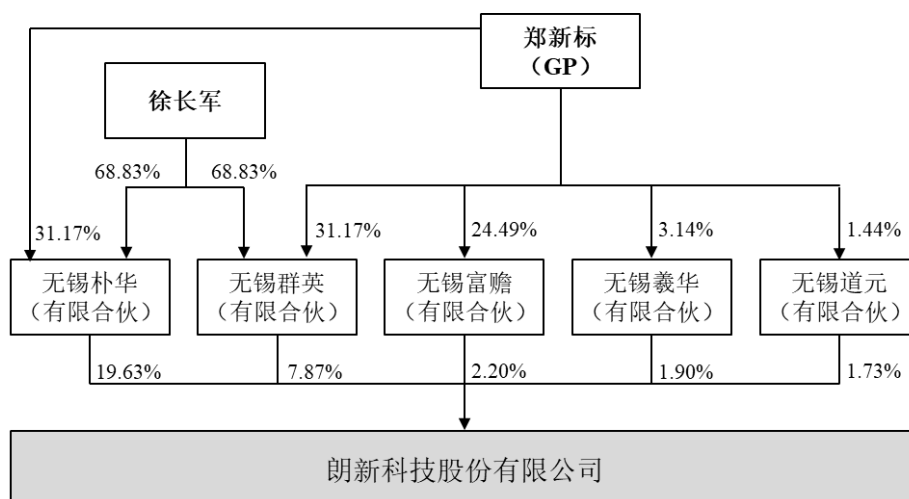 郑新标
（GP）
徐长军
68.83%
68.83%
31.17%
31.17%
24.49%
3.14%
1.44%
无锡朴华
（有限合伙）
无锡群英
（有限合伙）
无锡富赡
（有限合伙）
无锡羲华
（有限合伙）
无锡道元
（有限合伙）
19.63%
7.87%
2.20%
1.90%
1.73%
朗新科技股份有限公司